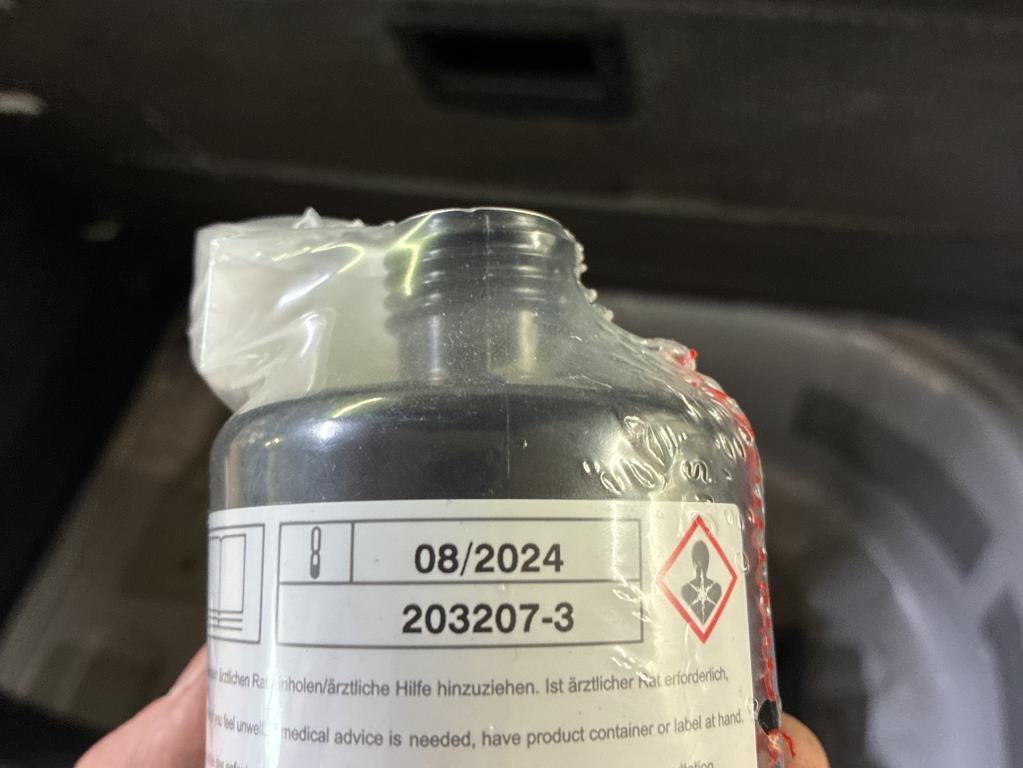 08/2024
203207-3
ärztlichen Rat einholen/ärztliche Hilfe hinzuziehen. Ist ärztlicher Rat erforderlich,
you feel unwell. medical advice is needed, have product container or label at hand.